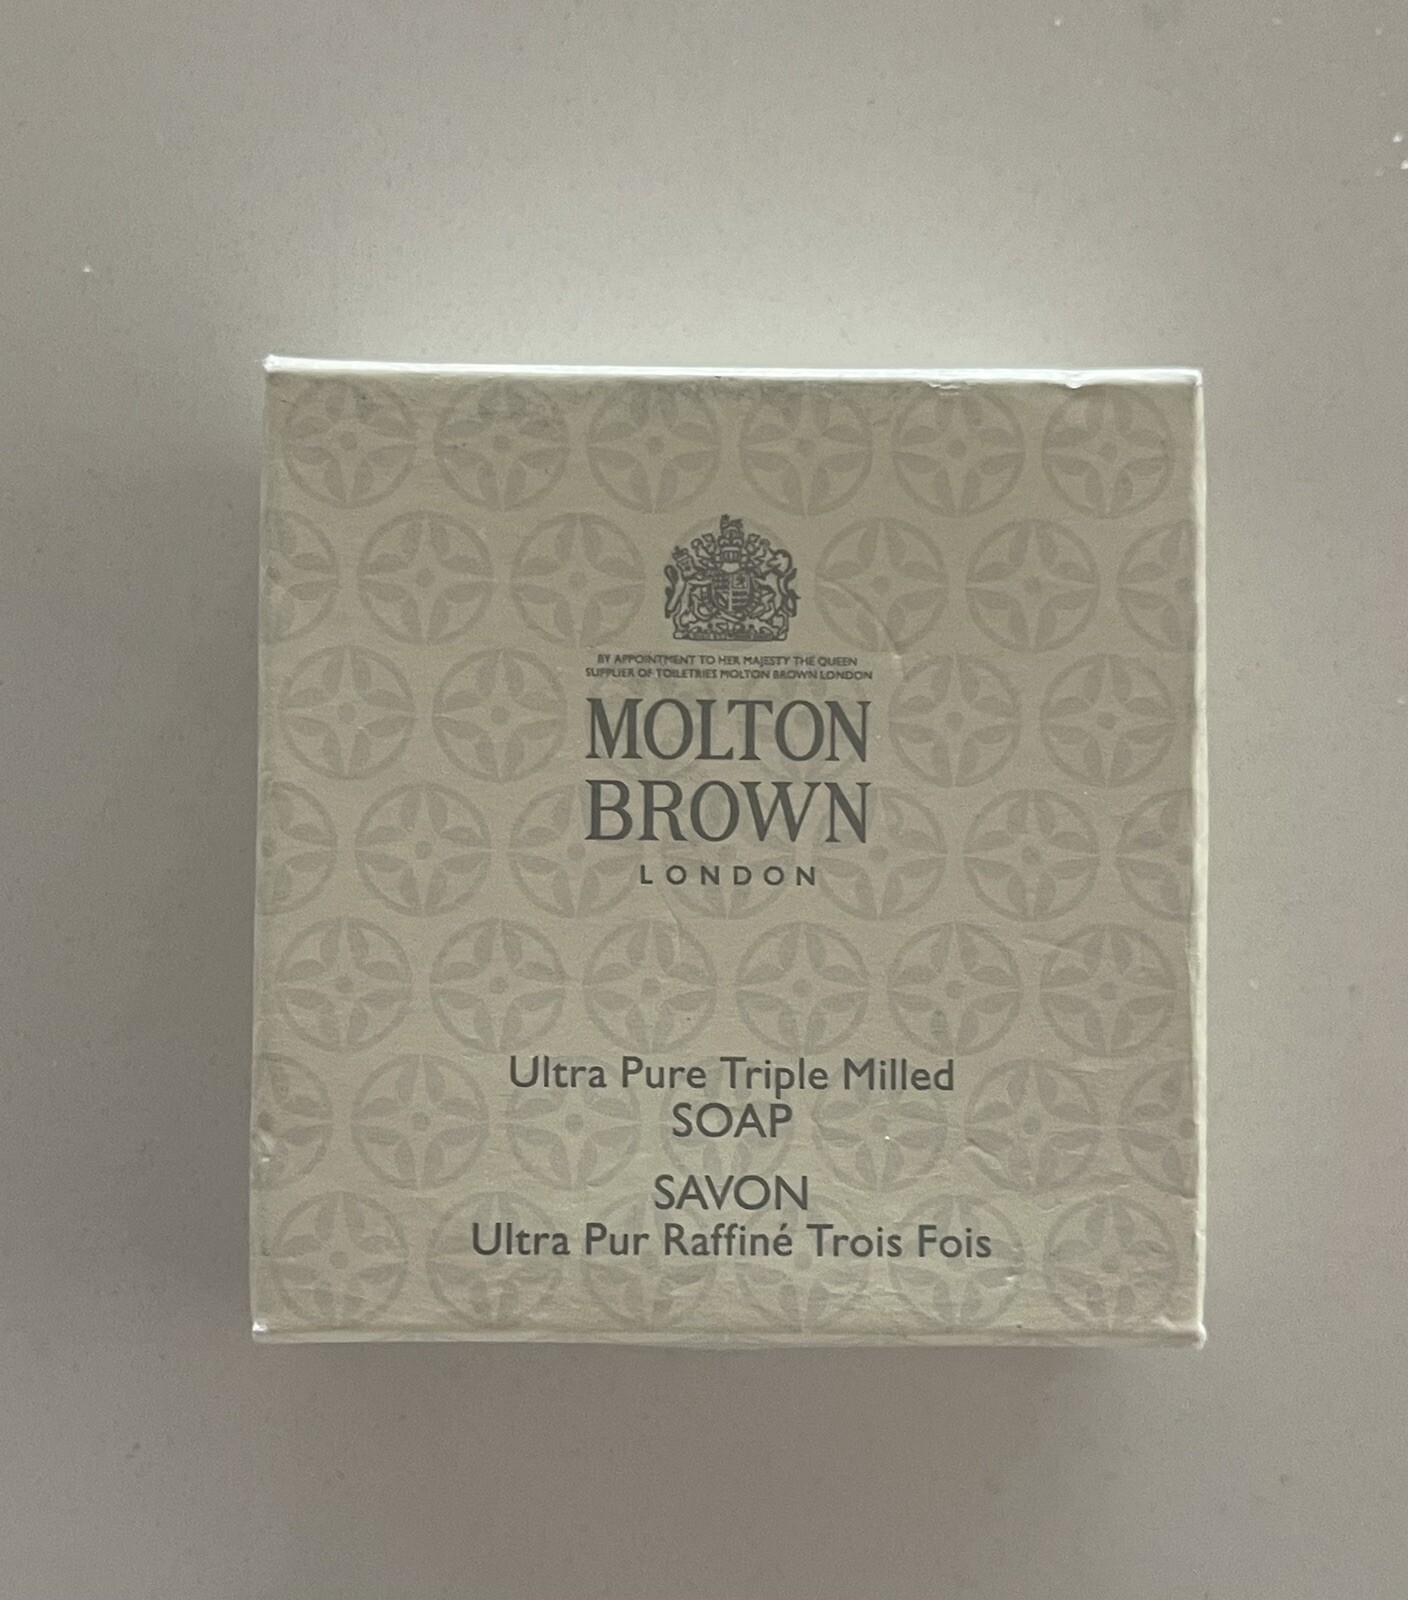 BY APPOINTMENT TO HER MAJESTY THE QUEEN
SUPPLIER OF TOILETRIES MOLTON BROWN LONDON
MOLTON
BROWN
LONDON
Ultra Pure Triple Milled
SOAP
SAVON
Ultra Pur Raffiné Trois Fois